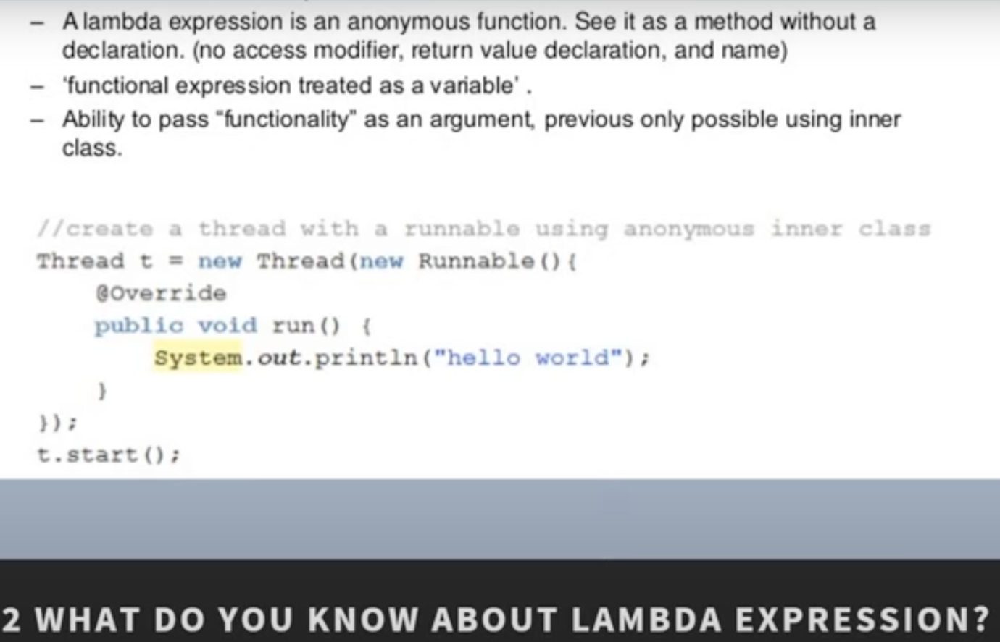 – A lambda expression is an anonymous function. See it as a method without a
declaration. (no access modifier, return value declaration, and name)
– 'functional expression treated as a variable' .
– Ability to pass “functionality” as an argument, previous only possible using inner
class.
//create a thread with a runnable using anonymous inner class
Thread t = new Thread(new Runnable(){
@Override
public void run() {
System.out.println("hello world");
}
});
t.start();
2 WHAT DO YOU KNOW ABOUT LAMBDA EXPRESSION?